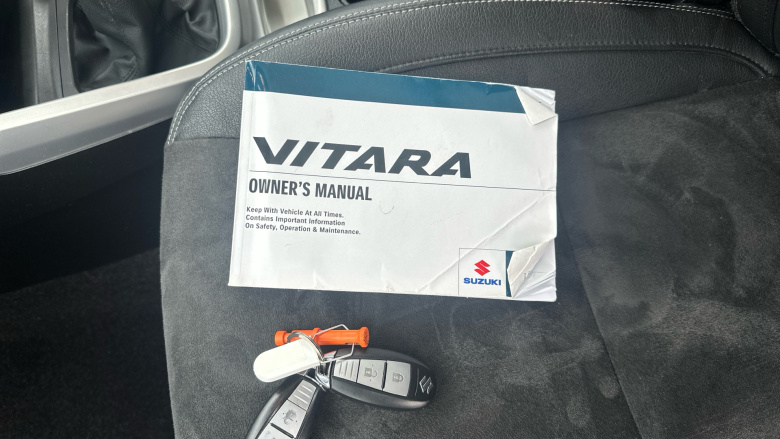 VITARA
OWNER'S MANUAL
Keep With Vehicle At All Times.
Contains Important Information
On Safety, Operation & Maintenance.
SUZUKI